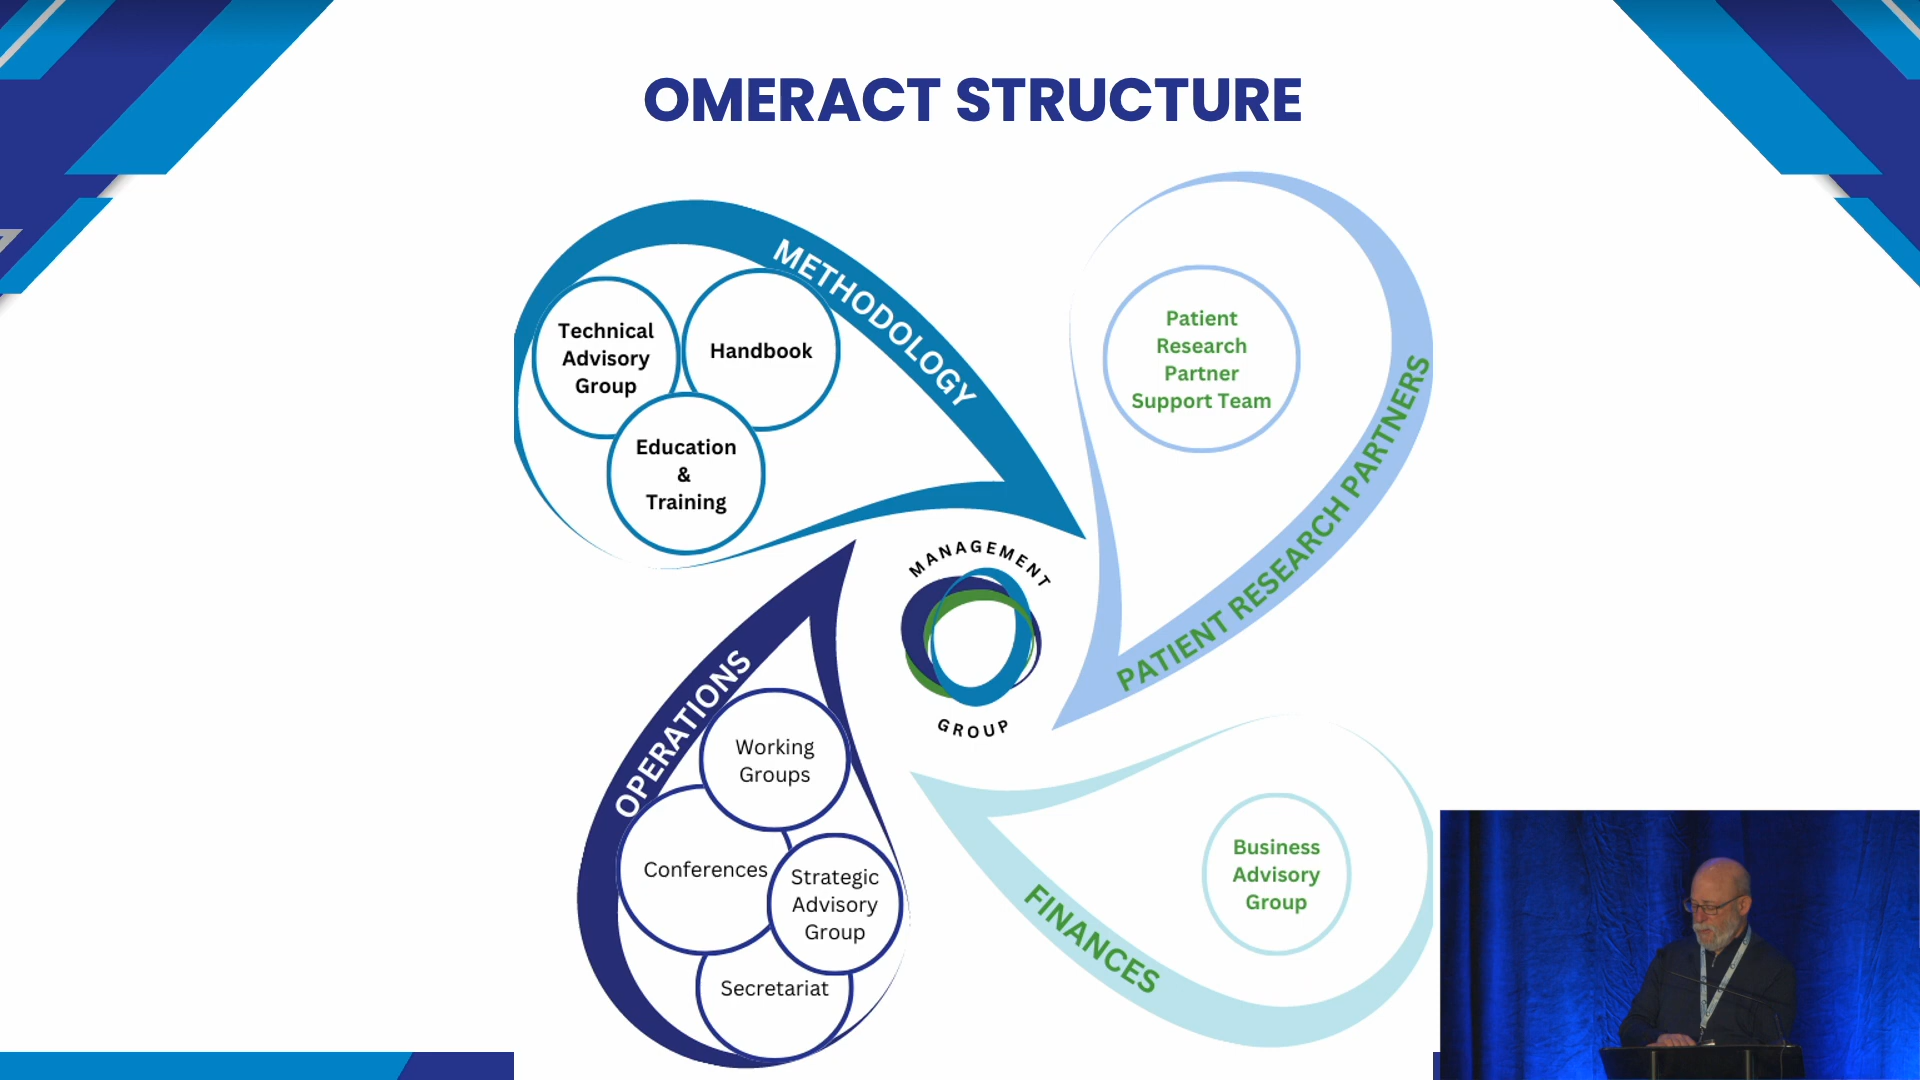 OMERACT STRUCTURE
METHODOLOGY
Technical
Advisory
Group
Handbook
Education
&
Training
Patient
Research
Partner
Support Team
PATIENT RESEARCH PARTNERS
MANAGEMENT
GROUP
OPERATIONS
Working
Groups
Conferences
Strategic
Advisory
Group
Secretariat
Business
Advisory
Group
FINANCES